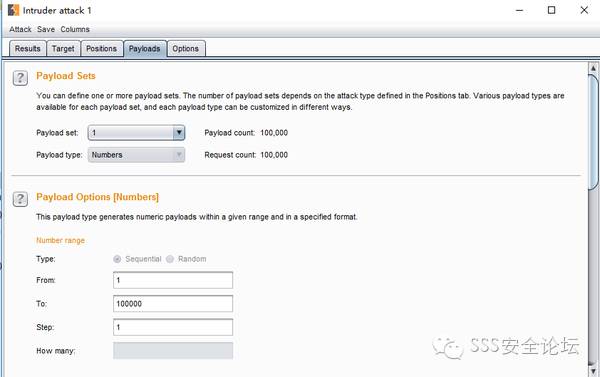 Intruder attack 1
Attack Save Columns
Results Target Positions Payloads Options
? Payload Sets
You can define one or more payload sets. The number of payload sets depends on the attack type defined in the Positions tab. Various payload types are
available for each payload set, and each payload type can be customized in different ways.
Payload set: 1 Payload count: 100,000
Payload type: Numbers Request count: 100,000
? Payload Options [Numbers]
This payload type generates numeric payloads within a given range and in a specified format.
Number range
Type: Sequential Random
From: 1
To: 100000
Step: 1
How many:
SSS安全论坛